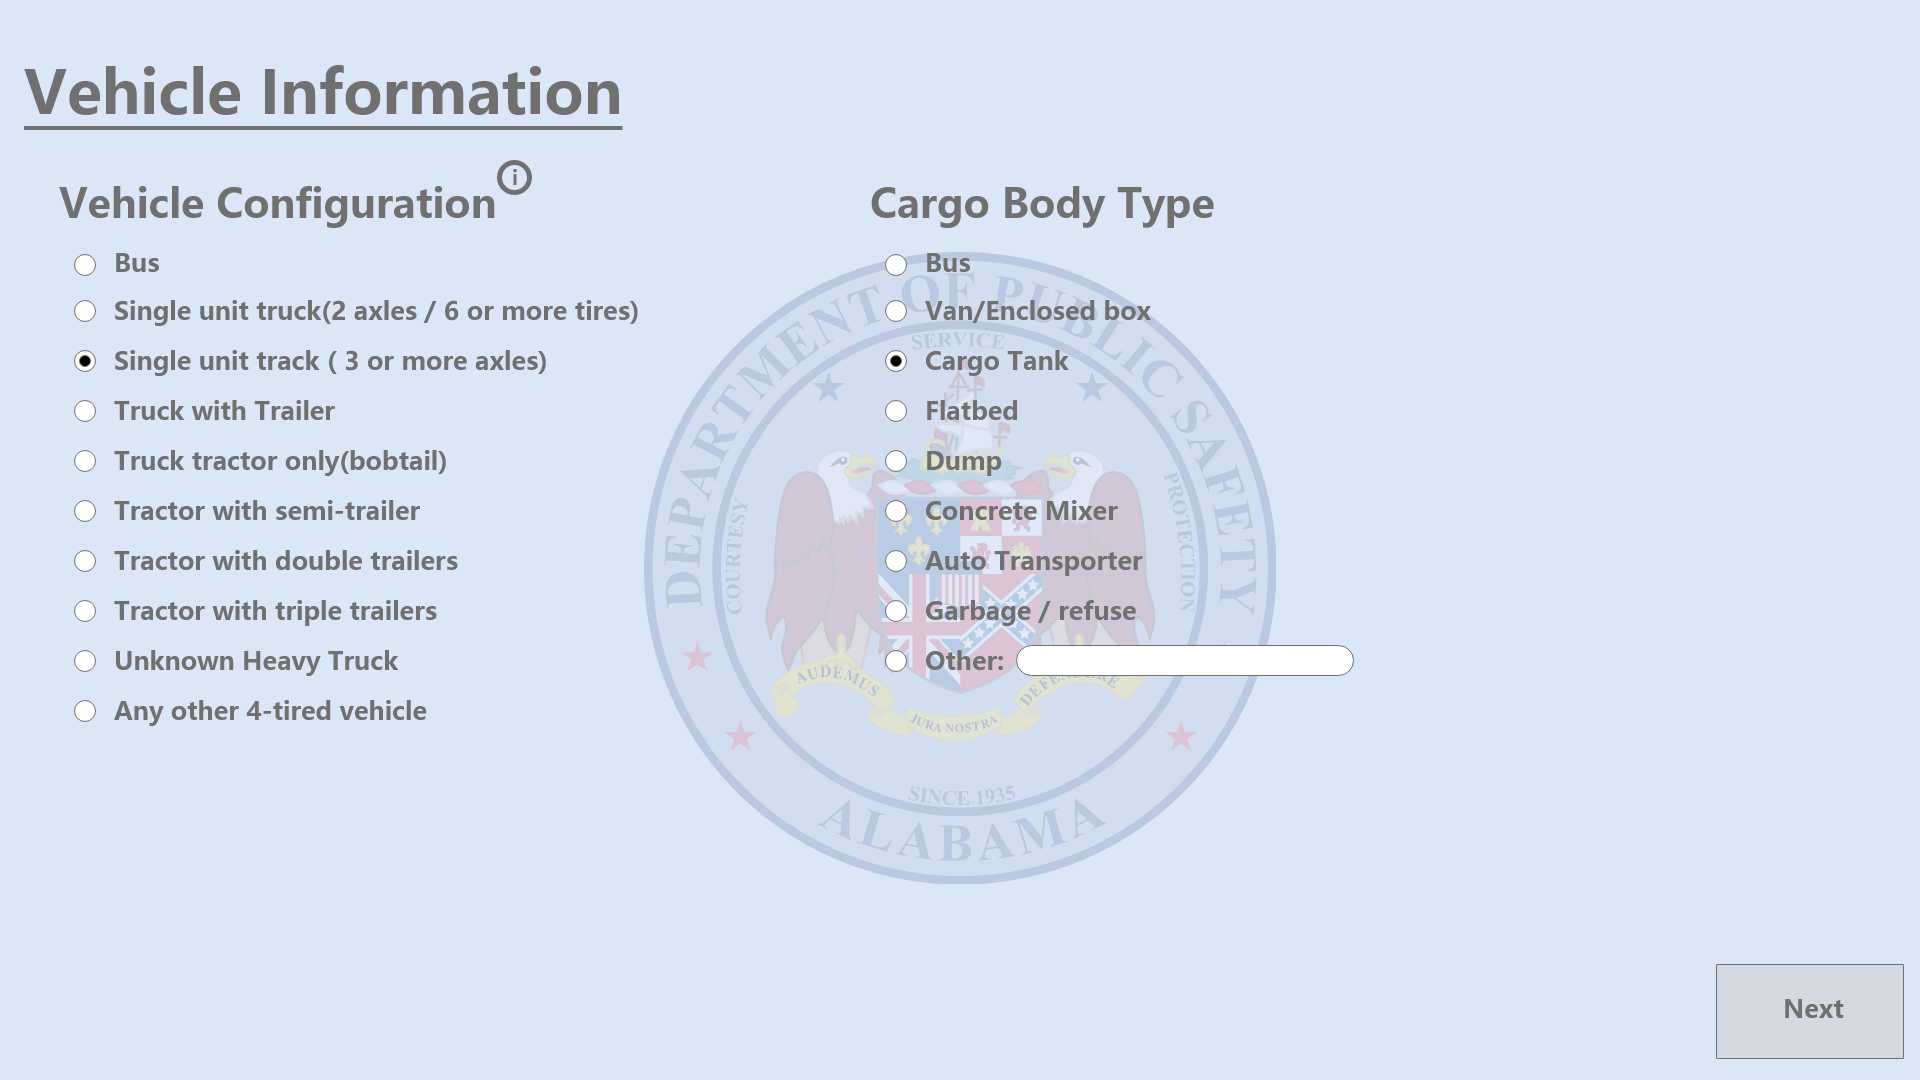 Vehicle Information
Vehicle Configuration i
Bus
Single unit truck(2 axles / 6 or more tires)
Single unit track ( 3 or more axles)
Truck with Trailer
Truck tractor only(bobtail)
Tractor with semi-trailer
Tractor with double trailers
Tractor with triple trailers
Unknown Heavy Truck
Any other 4-tired vehicle
Cargo Body Type
Bus
Van/Enclosed box
Cargo Tank
Flatbed
Dump
Concrete Mixer
Auto Transporter
Garbage / refuse
Other:
DEPARTMENT OF PUBLIC SAFETY
SERVICE
COURTESY
PROTECTION
AUDEMUS
JURA NOSTRA
DEFENDERE
SINCE 1935
ALABAMA
Next